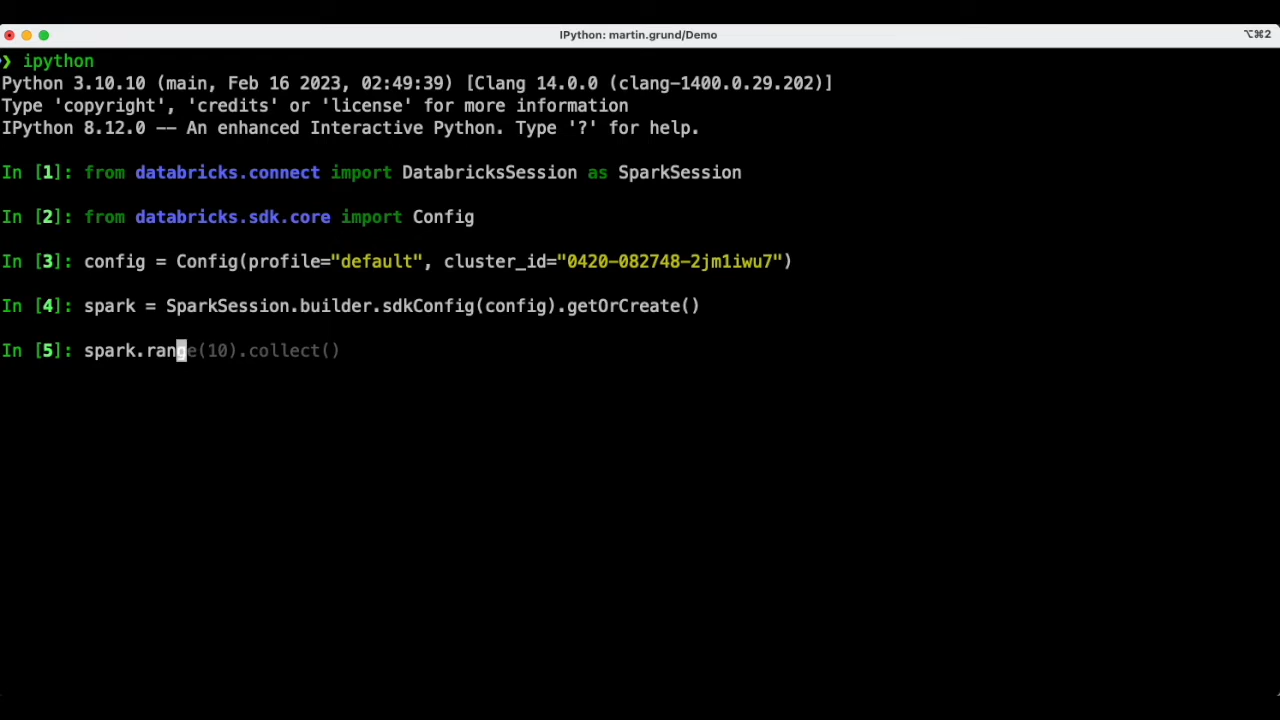 IPython: martin.grund/Demo
⌥⌘2
❯ ipython
Python 3.10.10 (main, Feb 16 2023, 02:49:39) [Clang 14.0.0 (clang-1400.0.29.202)]
Type 'copyright', 'credits' or 'license' for more information
IPython 8.12.0 -- An enhanced Interactive Python. Type '?' for help.
In [1]: from databricks.connect import DatabricksSession as SparkSession
In [2]: from databricks.sdk.core import Config
In [3]: config = Config(profile="default", cluster_id="0420-082748-2jm1iwu7")
In [4]: spark = SparkSession.builder.sdkConfig(config).getOrCreate()
In [5]: spark.range(10).collect()